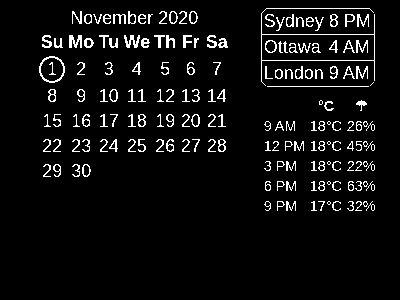 November 2020
Su Mo Tu We Th Fr Sa
1 2 3 4 5 6 7
8 9 10 11 12 13 14
15 16 17 18 19 20 21
22 23 24 25 26 27 28
29 30
Sydney 8 PM
Ottawa 4 AM
London 9 AM
°C ☂
9 AM 18°C 26%
12 PM 18°C 45%
3 PM 18°C 22%
6 PM 18°C 63%
9 PM 17°C 32%